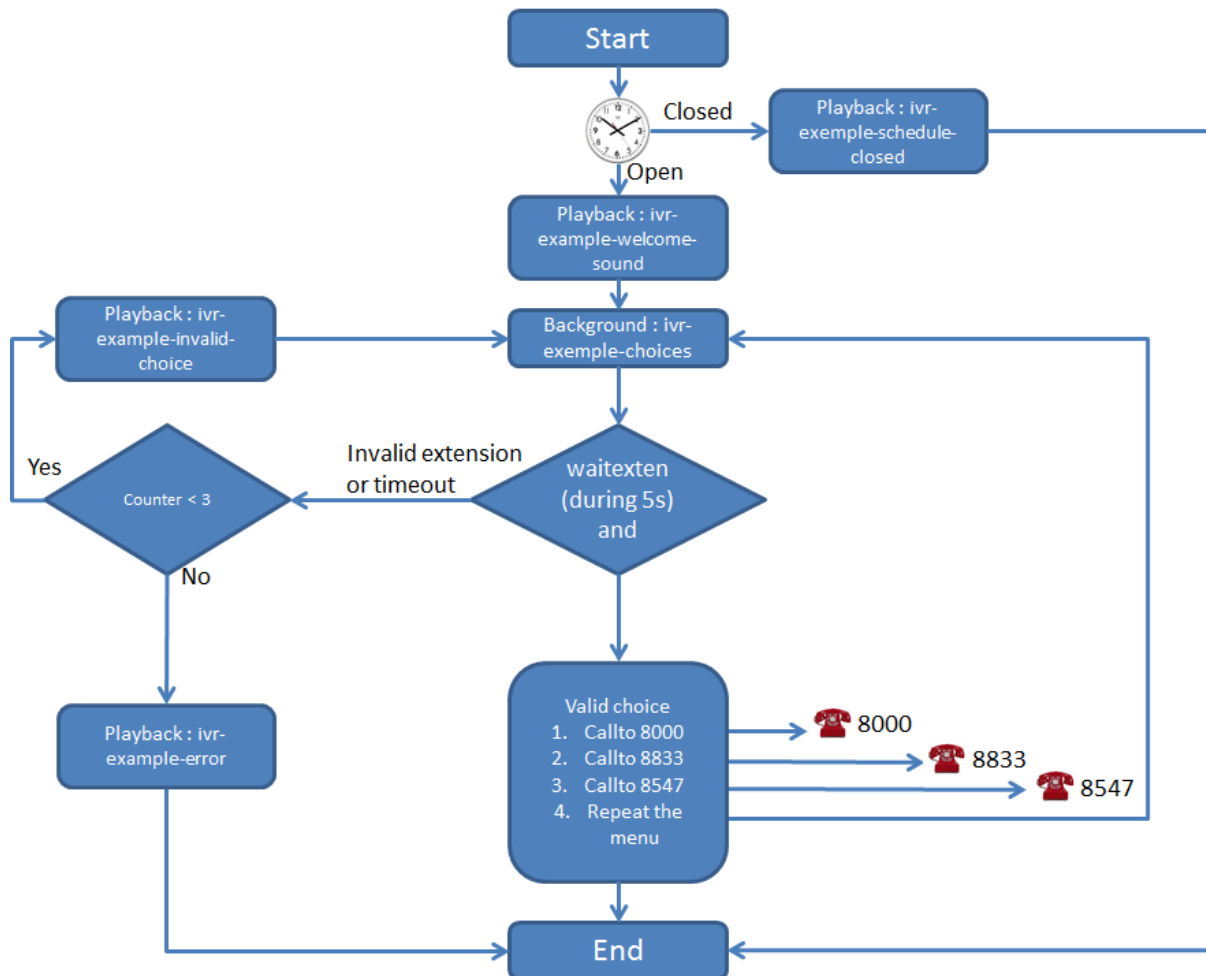 Start
Closed
Playback : ivr-
exemple-schedule-
closed
Open
Playback : ivr-
example-welcome-
sound
Playback : ivr-
example-invalid-
choice
Background : ivr-
exemple-choices
Yes
Counter < 3
Invalid extension
or timeout
waitexten
(during 5s)
and
No
Playback : ivr-
example-error
Valid choice
1. Callto 8000
2. Callto 8833
3. Callto 8547
4. Repeat the
menu
8000
8833
8547
End